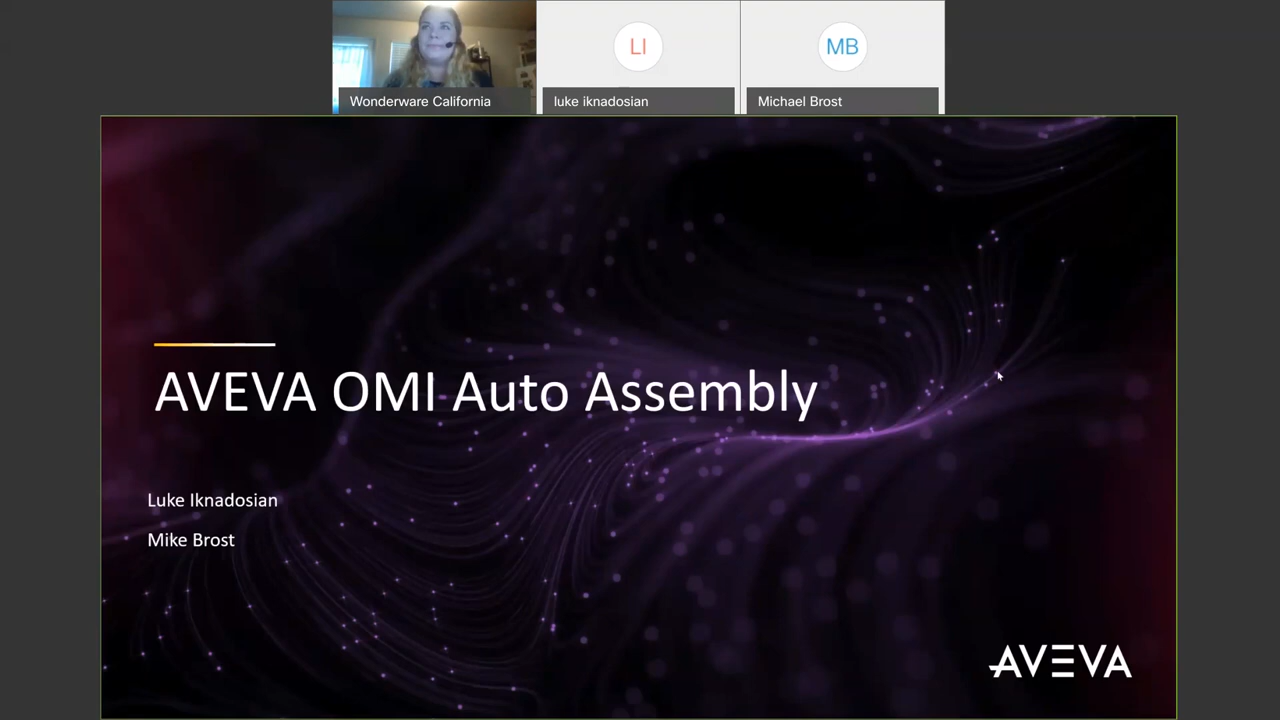 LI
MB
Wonderware California
luke iknadosian
Michael Brost
AVEVA OMI Auto Assembly
Luke Iknadosian
Mike Brost
AVEVA